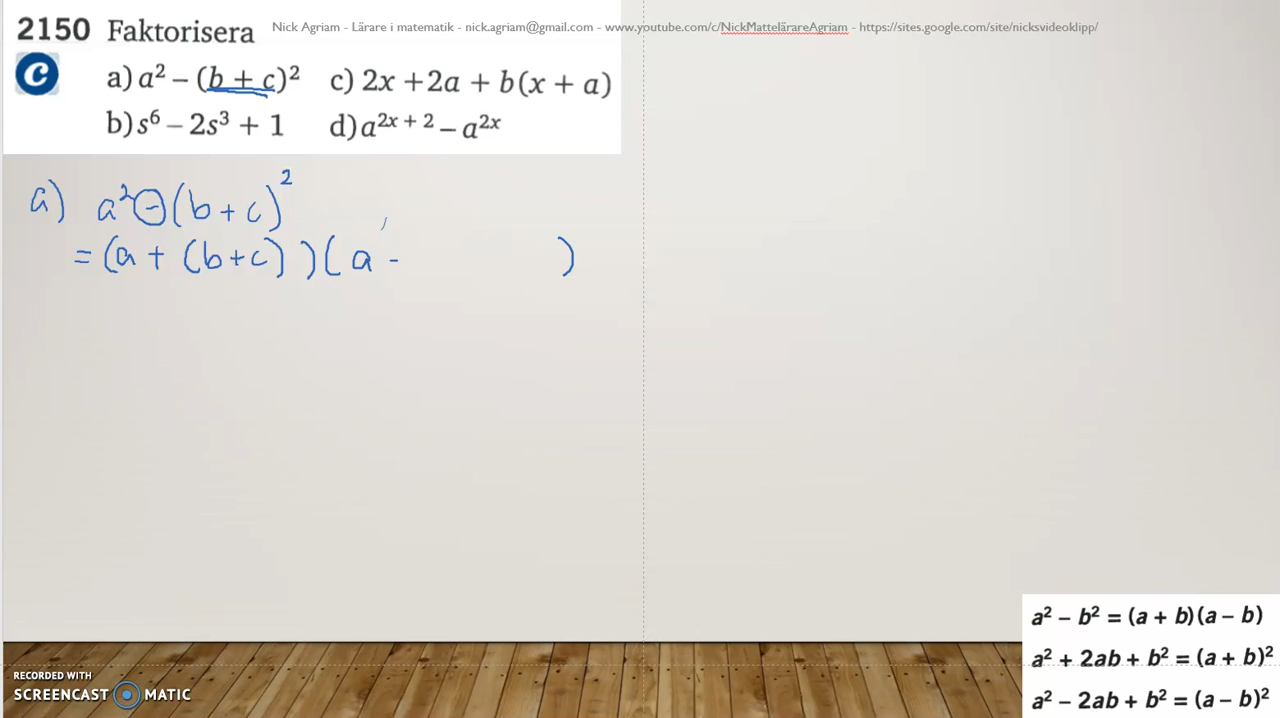 2150 Faktorisera
Nick Agriam - Lärare i matematik - nick.agriam@gmail.com - www.youtube.com/c/NickMattelärareAgriam - https://sites.google.com/site/nicksvideoklipp/
C
a) a² – (b + c)² c) 2x + 2a + b(x + a)
b) s⁶ – 2s³ + 1 d) a²ˣ ⁺ ² – a²ˣ
a) a² - (b + c)²
= (a + (b+c) )( a - )
RECORDED WITH
SCREENCAST MATIC
a² – b² = (a + b)(a – b)
a² + 2ab + b² = (a + b)²
a² – 2ab + b² = (a – b)²